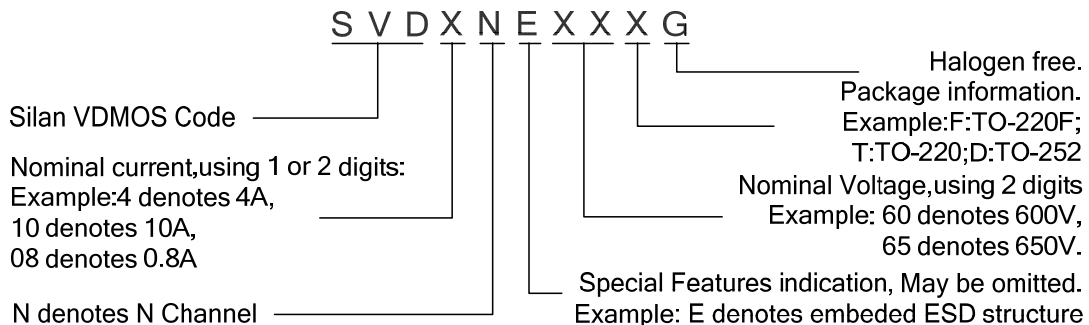 S V D X N E X X X G
Halogen free.
Package information.
Example:F:TO-220F;
T:TO-220;D:TO-252
Nominal Voltage,using 2 digits
Example: 60 denotes 600V,
65 denotes 650V.
Special Features indication, May be omitted.
Example: E denotes embeded ESD structure
Silan VDMOS Code
Nominal current,using 1 or 2 digits:
Example:4 denotes 4A,
10 denotes 10A,
08 denotes 0.8A
N denotes N Channel